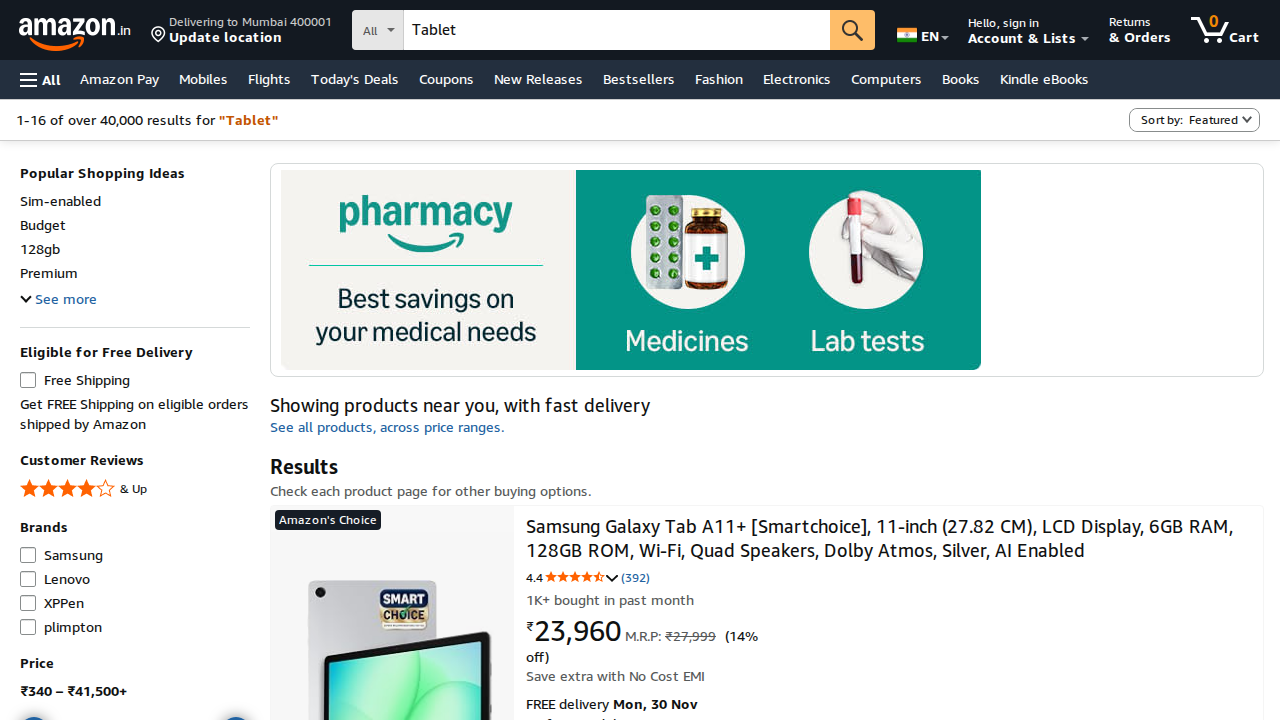 amazon.in
Delivering to Mumbai 400001
Update location
All
Tablet
EN
Hello, sign in
Account & Lists
Returns
& Orders
0
Cart
All
Amazon Pay
Mobiles
Flights
Today's Deals
Coupons
New Releases
Bestsellers
Fashion
Electronics
Computers
Books
Kindle eBooks
1-16 of over 40,000 results for "Tablet"
Sort by: Featured
Popular Shopping Ideas
Sim-enabled
Budget
128gb
Premium
See more
Eligible for Free Delivery
Free Shipping
Get FREE Shipping on eligible orders
shipped by Amazon
Customer Reviews
& Up
Brands
Samsung
Lenovo
XPPen
plimpton
Price
₹340 – ₹41,500+
pharmacy
Best savings on
your medical needs
Medicines
Lab tests
Showing products near you, with fast delivery
See all products, across price ranges.
Results
Check each product page for other buying options.
Amazon's Choice
SMART
CHOICE
Samsung Galaxy Tab A11+ [Smartchoice], 11-inch (27.82 CM), LCD Display, 6GB RAM,
128GB ROM, Wi-Fi, Quad Speakers, Dolby Atmos, Silver, AI Enabled
4.4 (392)
1K+ bought in past month
₹23,960 M.R.P: ₹27,999 (14%
off)
Save extra with No Cost EMI
FREE delivery Mon, 30 Nov